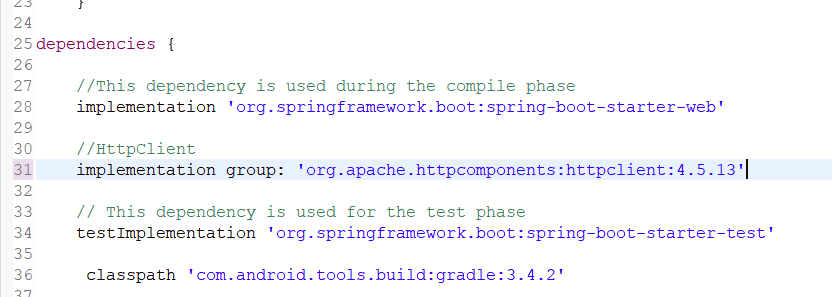 23 }
24
25 dependencies {
26
27 //This dependency is used during the compile phase
28 implementation 'org.springframework.boot:spring-boot-starter-web'
29
30 //HttpClient
31 implementation group: 'org.apache.httpcomponents:httpclient:4.5.13'
32
33 // This dependency is used for the test phase
34 testImplementation 'org.springframework.boot:spring-boot-starter-test'
35
36 classpath 'com.android.tools.build:gradle:3.4.2'
37